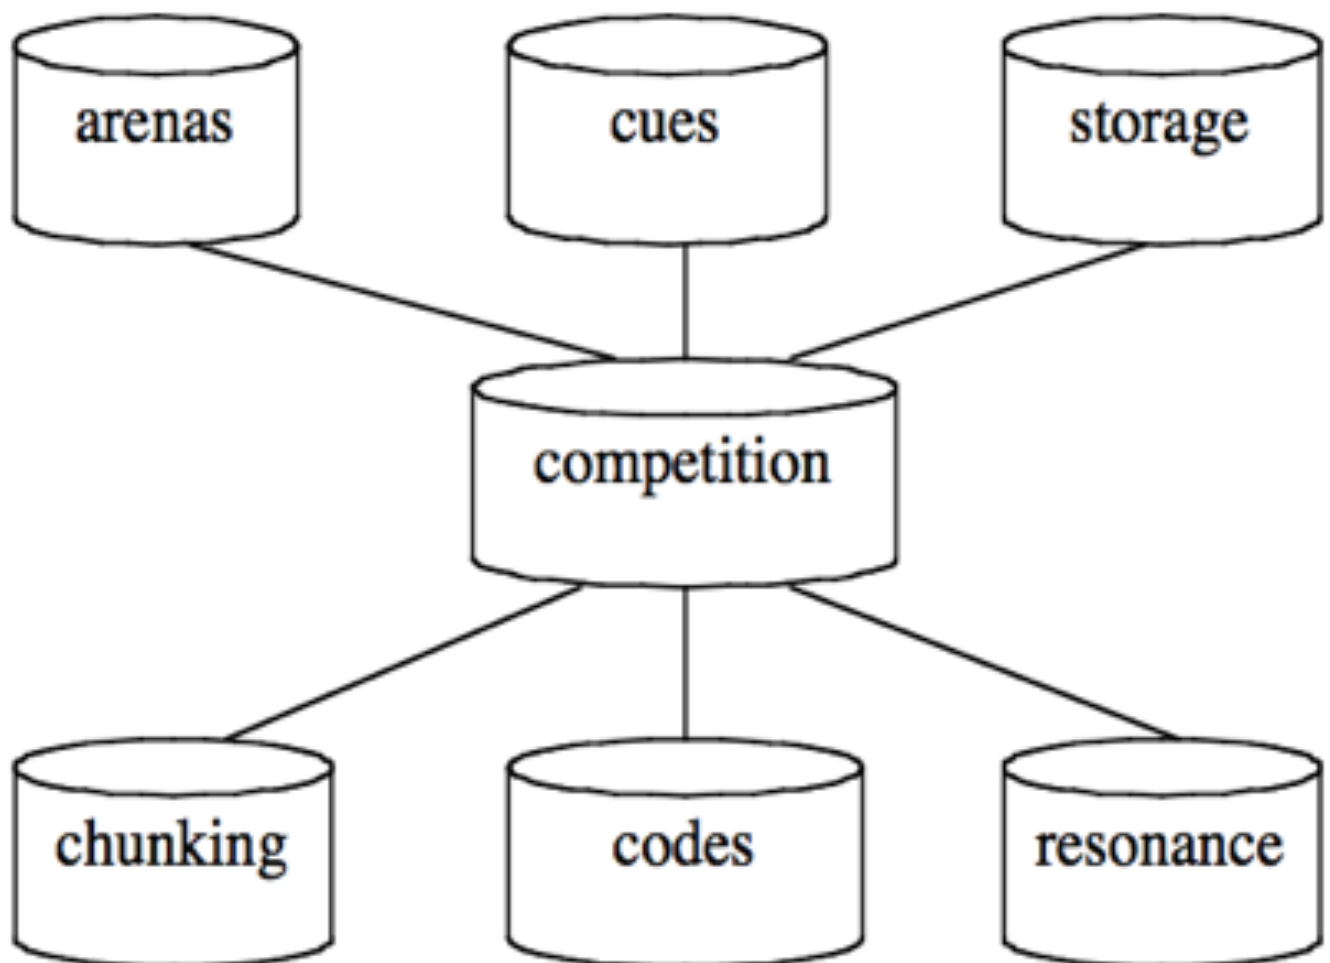 arenas
cues
storage
competition
chunking
codes
resonance